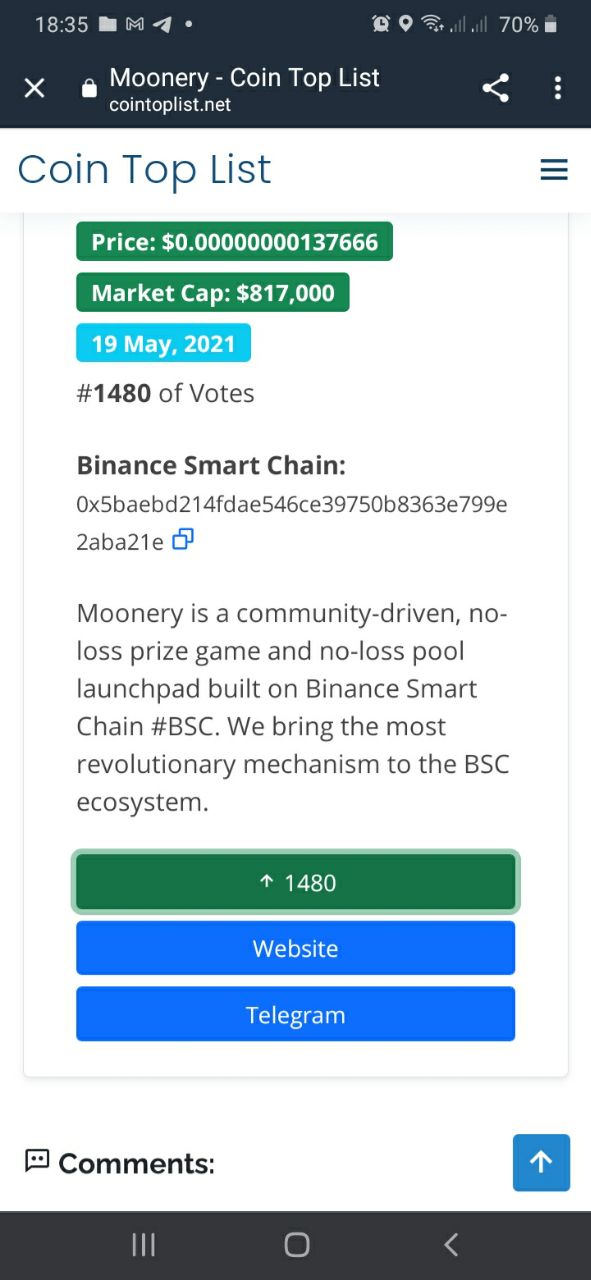 18:35
70%
Moonery - Coin Top List
cointoplist.net
Coin Top List
Price: $0.00000000137666
Market Cap: $817,000
19 May, 2021
#1480 of Votes
Binance Smart Chain:
0x5baebd214fdae546ce39750b8363e799e
2aba21e
Moonery is a community-driven, no-
loss prize game and no-loss pool
launchpad built on Binance Smart
Chain #BSC. We bring the most
revolutionary mechanism to the BSC
ecosystem.
↑ 1480
Website
Telegram
Comments: